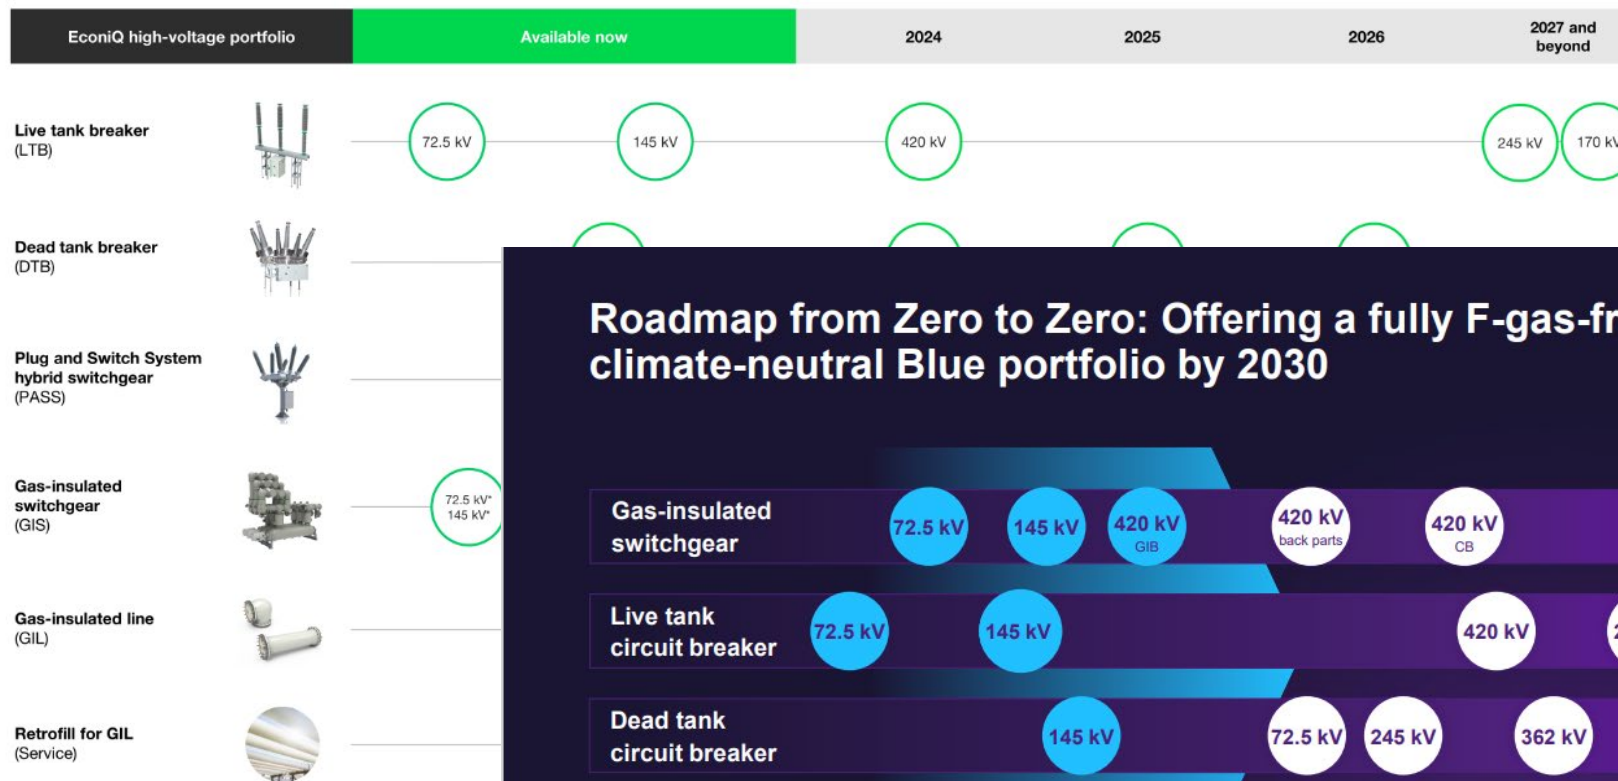 EconiQ high-voltage portfolio
Available now
2024
2025
2026
2027 and
beyond
Live tank breaker
(LTB)
72.5 kV
145 kV
420 kV
245 kV
170 kV
Dead tank breaker
(DTB)
Plug and Switch System
hybrid switchgear
(PASS)
Gas-insulated
switchgear
(GIS)
72.5 kV*
145 kV*
Gas-insulated line
(GIL)
Retrofill for GIL
(Service)
Roadmap from Zero to Zero: Offering a fully F-gas-fr
climate-neutral Blue portfolio by 2030
Gas-insulated
switchgear
72.5 kV
145 kV
420 kV
GIB
420 kV
back parts
420 kV
CB
Live tank
circuit breaker
72.5 kV
145 kV
420 kV
2
Dead tank
circuit breaker
145 kV
72.5 kV
245 kV
362 kV